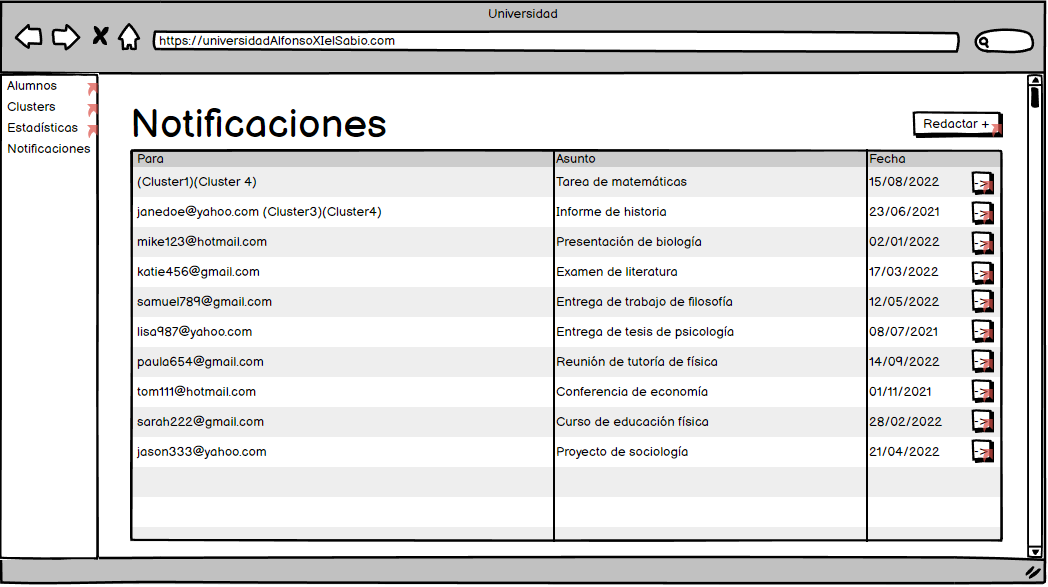 Universidad
https://universidadAlfonsoXIelSabio.com
Alumnos
Clusters
Estadísticas
Notificaciones
Notificaciones
Redactar +
Para Asunto Fecha
(Cluster1)(Cluster 4) Tarea de matemáticas 15/08/2022 ->
janedoe@yahoo.com (Cluster3)(Cluster4) Informe de historia 23/06/2021 ->
mike123@hotmail.com Presentación de biología 02/01/2022 ->
katie456@gmail.com Examen de literatura 17/03/2022 ->
samuel789@gmail.com Entrega de trabajo de filosofía 12/05/2022 ->
lisa987@yahoo.com Entrega de tesis de psicología 08/07/2021 ->
paula654@gmail.com Reunión de tutoría de física 14/09/2022 ->
tom111@hotmail.com Conferencia de economía 01/11/2021 ->
sarah222@gmail.com Curso de educación física 28/02/2022 ->
jason333@yahoo.com Proyecto de sociología 21/04/2022 ->